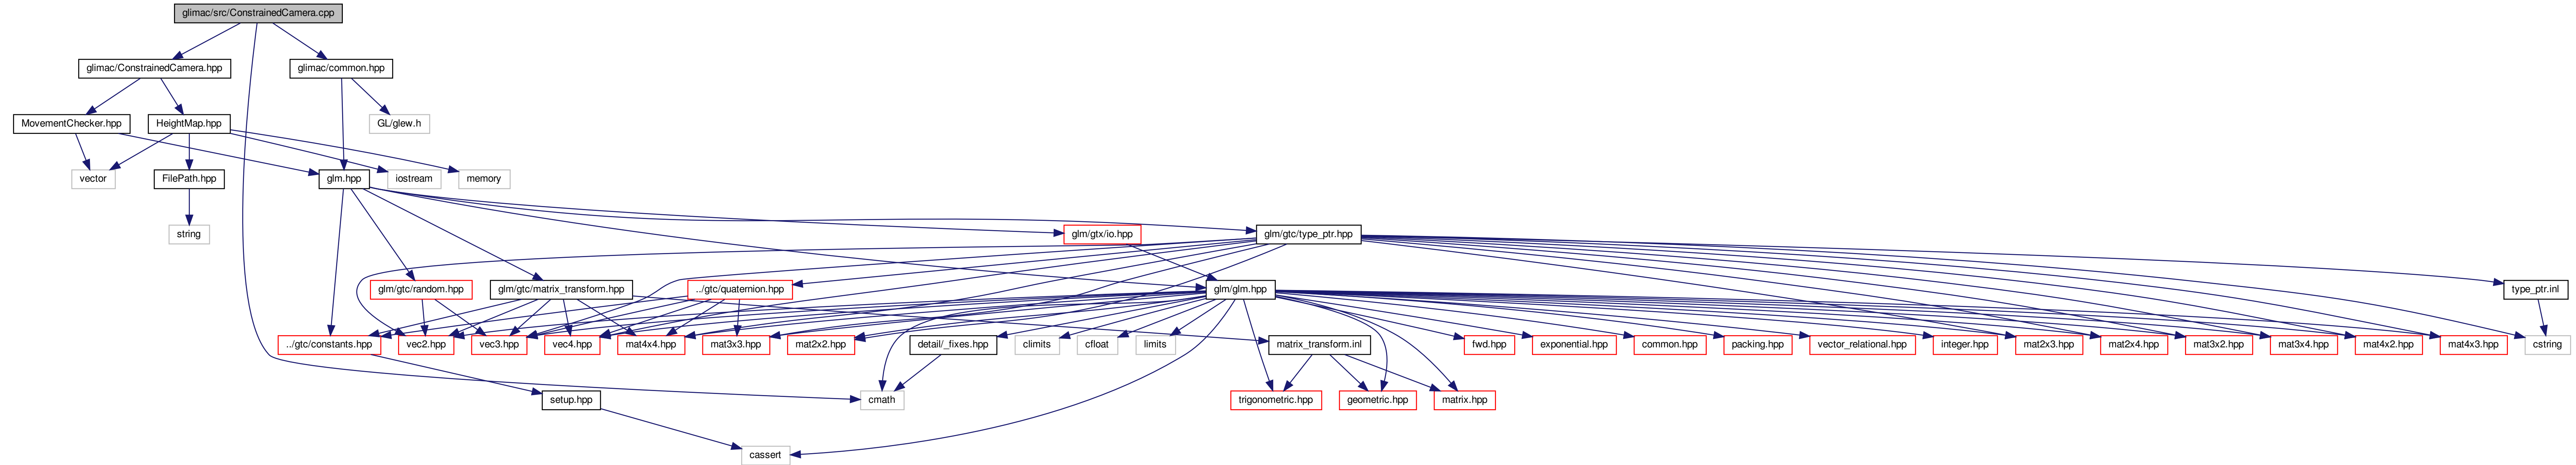 glimac/src/ConstrainedCamera.cpp
glimac/ConstrainedCamera.hpp
glimac/common.hpp
MovementChecker.hpp
HeightMap.hpp
GL/glew.h
vector
FilePath.hpp
glm.hpp
iostream
memory
string
glm/gtx/io.hpp
glm/gtc/type_ptr.hpp
glm/gtc/random.hpp
glm/gtc/matrix_transform.hpp
../gtc/quaternion.hpp
glm/glm.hpp
type_ptr.inl
../gtc/constants.hpp
vec2.hpp
vec3.hpp
vec4.hpp
mat4x4.hpp
mat3x3.hpp
mat2x2.hpp
detail/_fixes.hpp
climits
cfloat
limits
matrix_transform.inl
fwd.hpp
exponential.hpp
common.hpp
packing.hpp
vector_relational.hpp
integer.hpp
mat2x3.hpp
mat2x4.hpp
mat3x2.hpp
mat3x4.hpp
mat4x2.hpp
mat4x3.hpp
cstring
setup.hpp
cmath
trigonometric.hpp
geometric.hpp
matrix.hpp
cassert